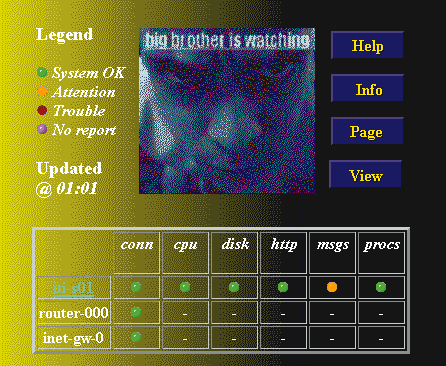 Legend
big brother is watching
Help
System OK
Attention
Trouble
No report
Info
Page
Updated
@ 01:01
View
conn cpu disk http msgs procs
router-000 - - - - -
inet-gw-0 - - - - -